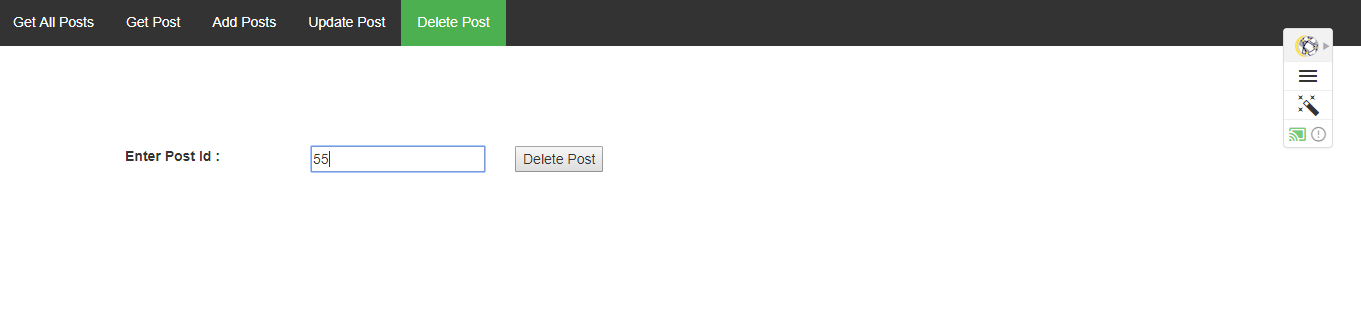 Get All Posts Get Post Add Posts Update Post Delete Post
Enter Post Id : 55 Delete Post